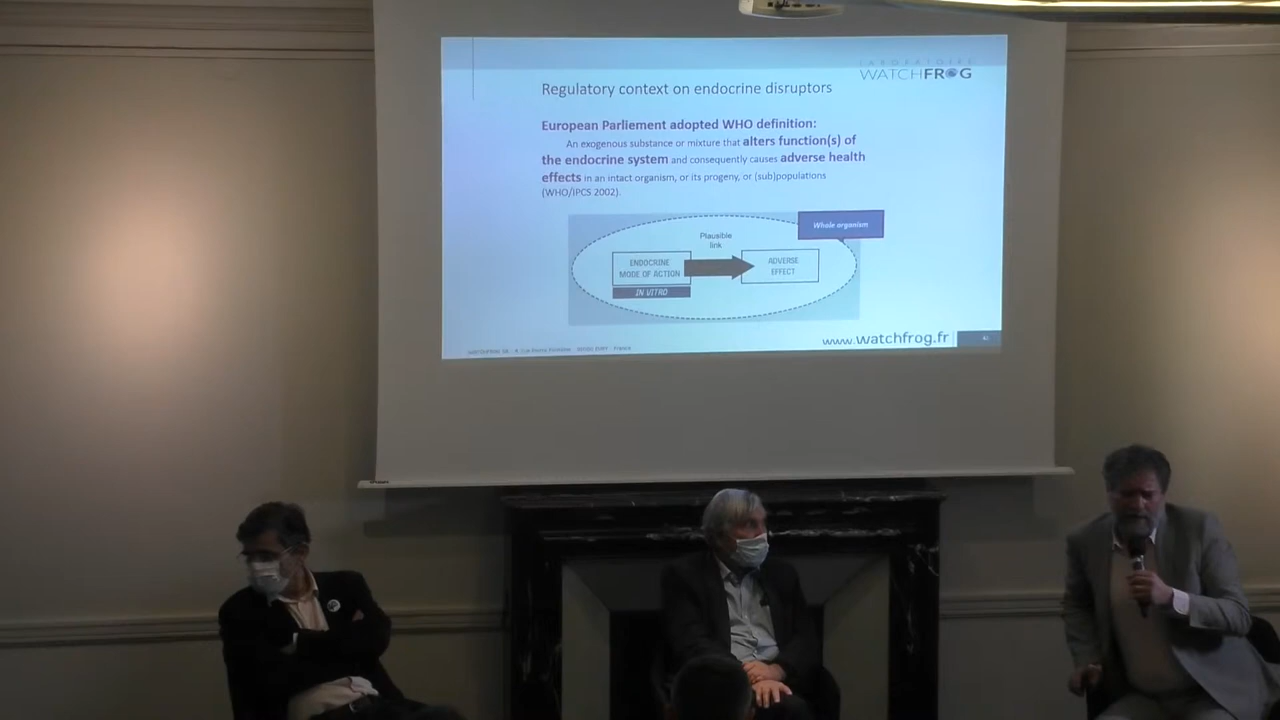 LABORATOIRE
WATCHFROG
Regulatory context on endocrine disruptors
European Parliement adopted WHO definition:
An exogenous substance or mixture that alters function(s) of
the endocrine system and consequently causes adverse health
effects in an intact organism, or its progeny, or (sub)populations
(WHO/IPCS 2002).
Whole organism
Plausible
link
ENDOCRINE
MODE OF ACTION
ADVERSE
EFFECT
IN VITRO
www.watchfrog.fr
France